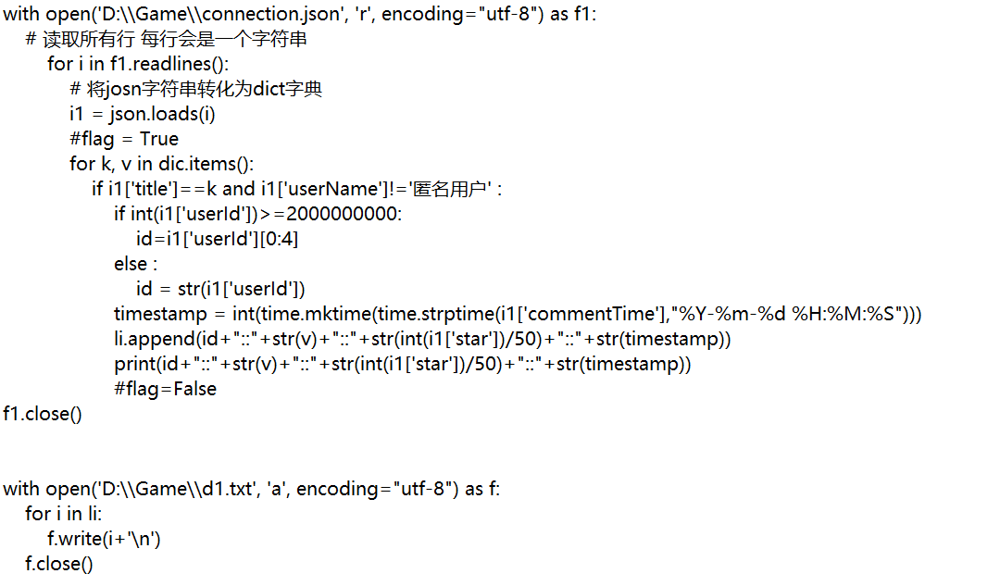 with open('D:\\Game\\connection.json', 'r', encoding="utf-8") as f1:
# 读取所有行 每行会是一个字符串
for i in f1.readlines():
# 将josn字符串转化为dict字典
i1 = json.loads(i)
#flag = True
for k, v in dic.items():
if i1['title']==k and i1['userName']!='匿名用户' :
if int(i1['userId'])>=2000000000:
id=i1['userId'][0:4]
else :
id = str(i1['userId'])
timestamp = int(time.mktime(time.strptime(i1['commentTime'],"%Y-%m-%d %H:%M:%S")))
li.append(id+"::"+str(v)+"::"+str(int(i1['star'])/50)+"::"+str(timestamp))
print(id+"::"+str(v)+"::"+str(int(i1['star'])/50)+"::"+str(timestamp))
#flag=False
f1.close()
with open('D:\\Game\\d1.txt', 'a', encoding="utf-8") as f:
for i in li:
f.write(i+'\n')
f.close()